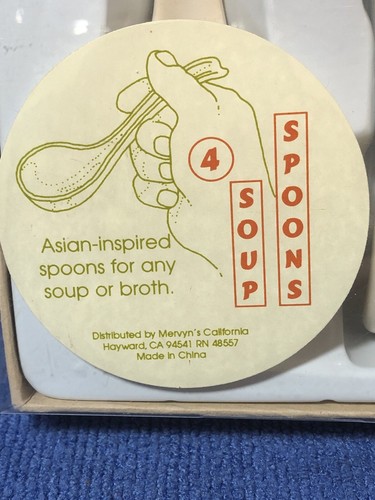 4
SOUP
SPOONS
Asian-inspired
spoons for any
soup or broth.
Distributed by Mervyn's California
Hayward, CA 94541 RN 48557
Made in China